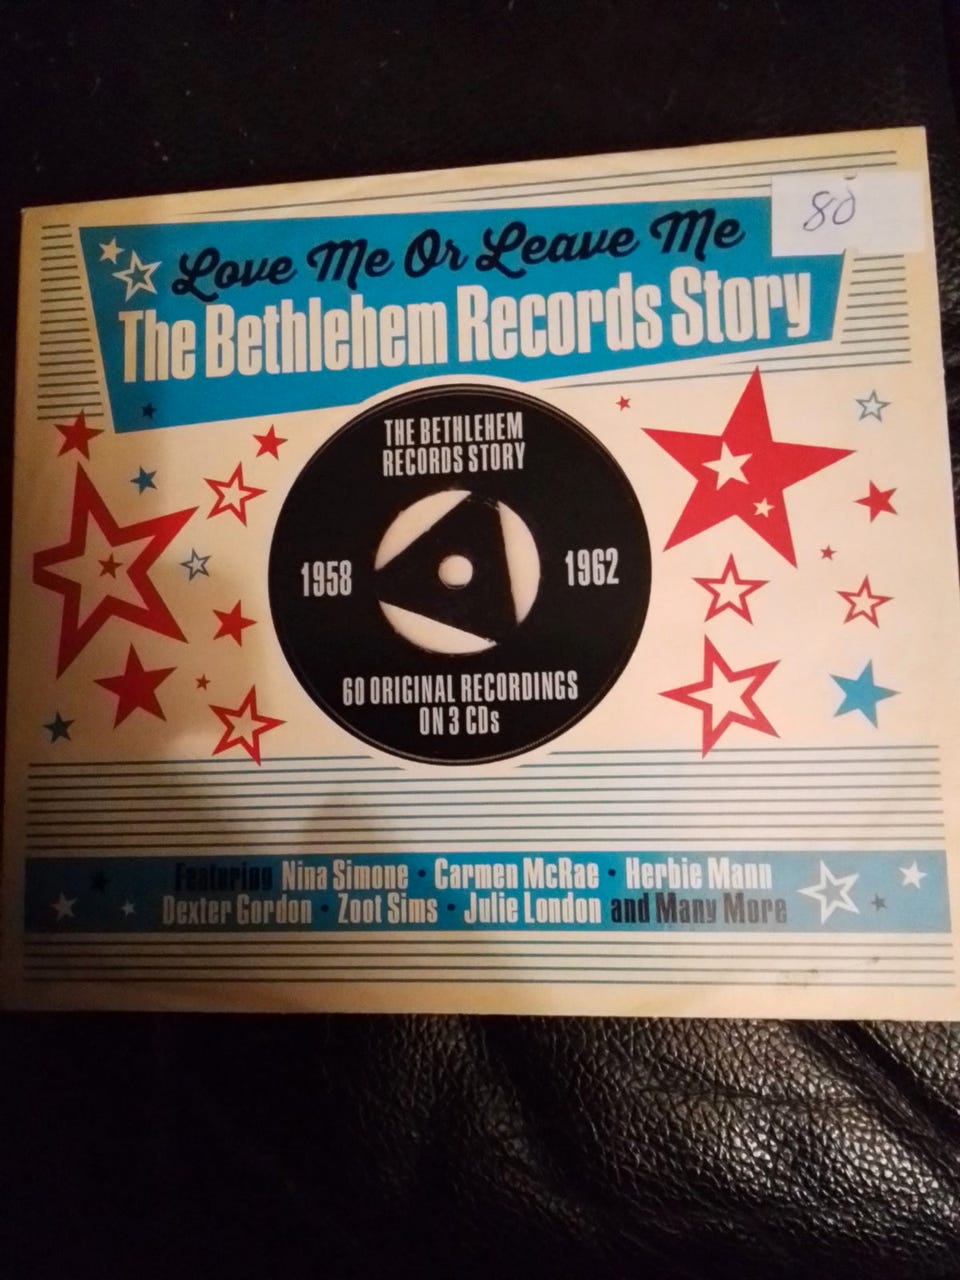 80
Love Me Or Leave Me
The Bethlehem Records Story
THE BETHLEHEM
RECORDS STORY
1958
1962
60 ORIGINAL RECORDINGS
ON 3 CDs
Featuring Nina Simone • Carmen McRae • Herbie Mann
Dexter Gordon • Zoot Sims • Julie London and Many More